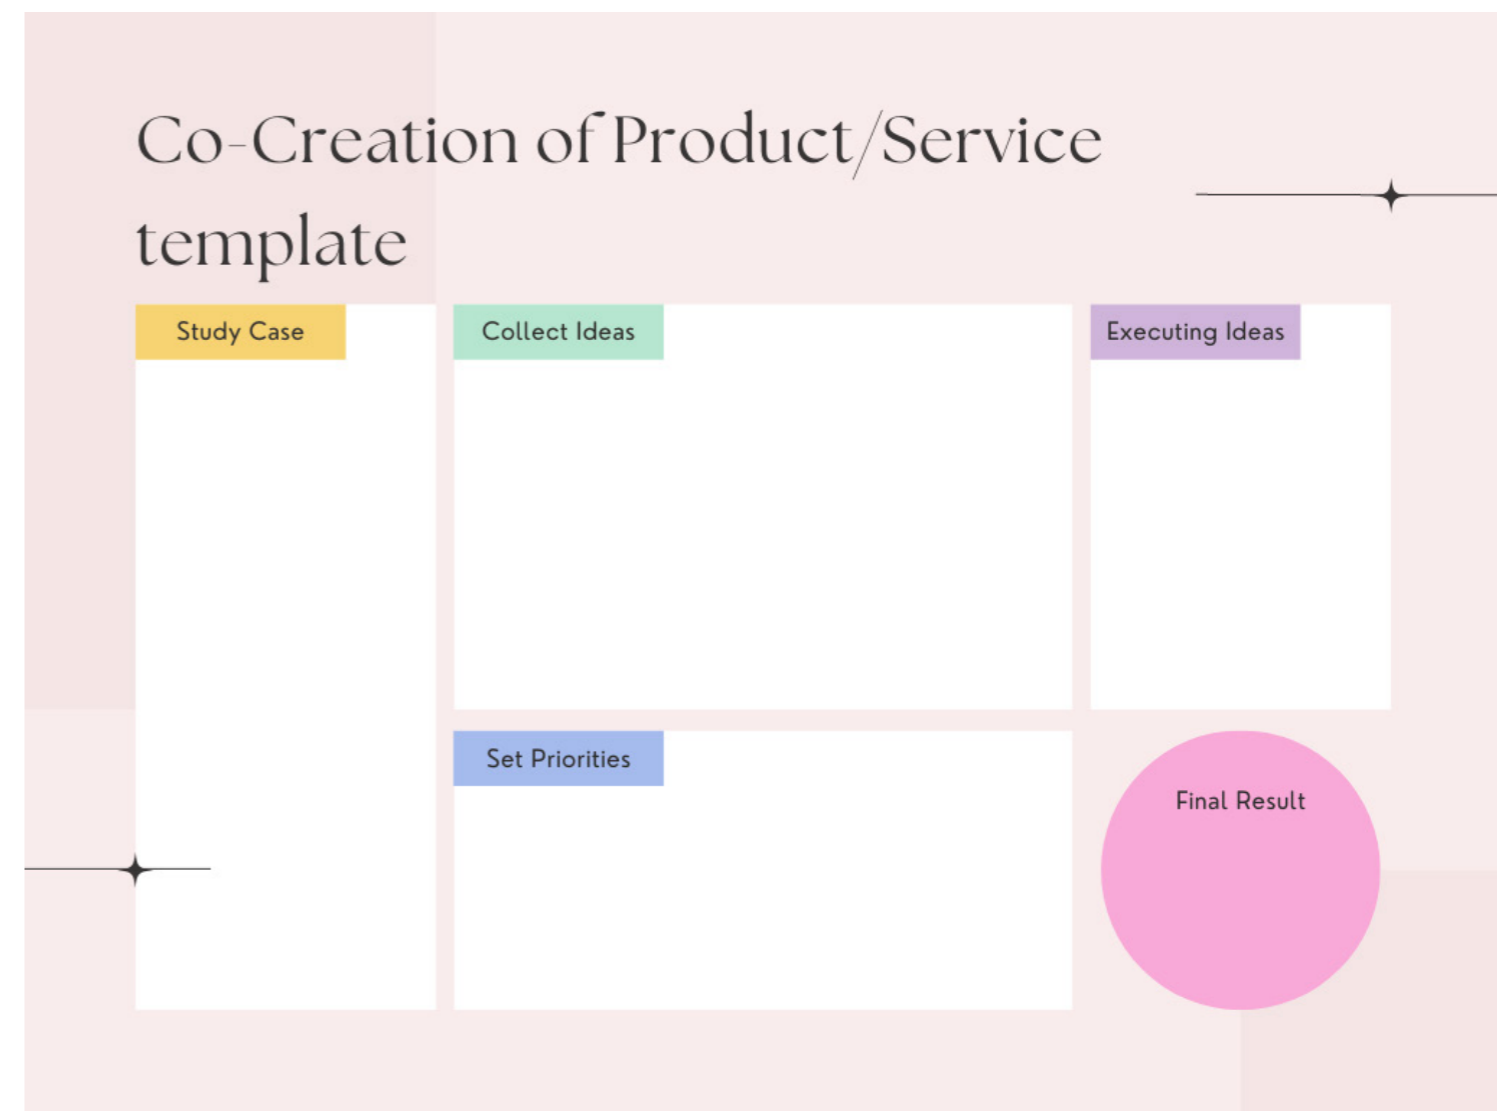 Co-Creation of Product/Service
template
Study Case
Collect Ideas
Executing Ideas
Set Priorities
Final Result